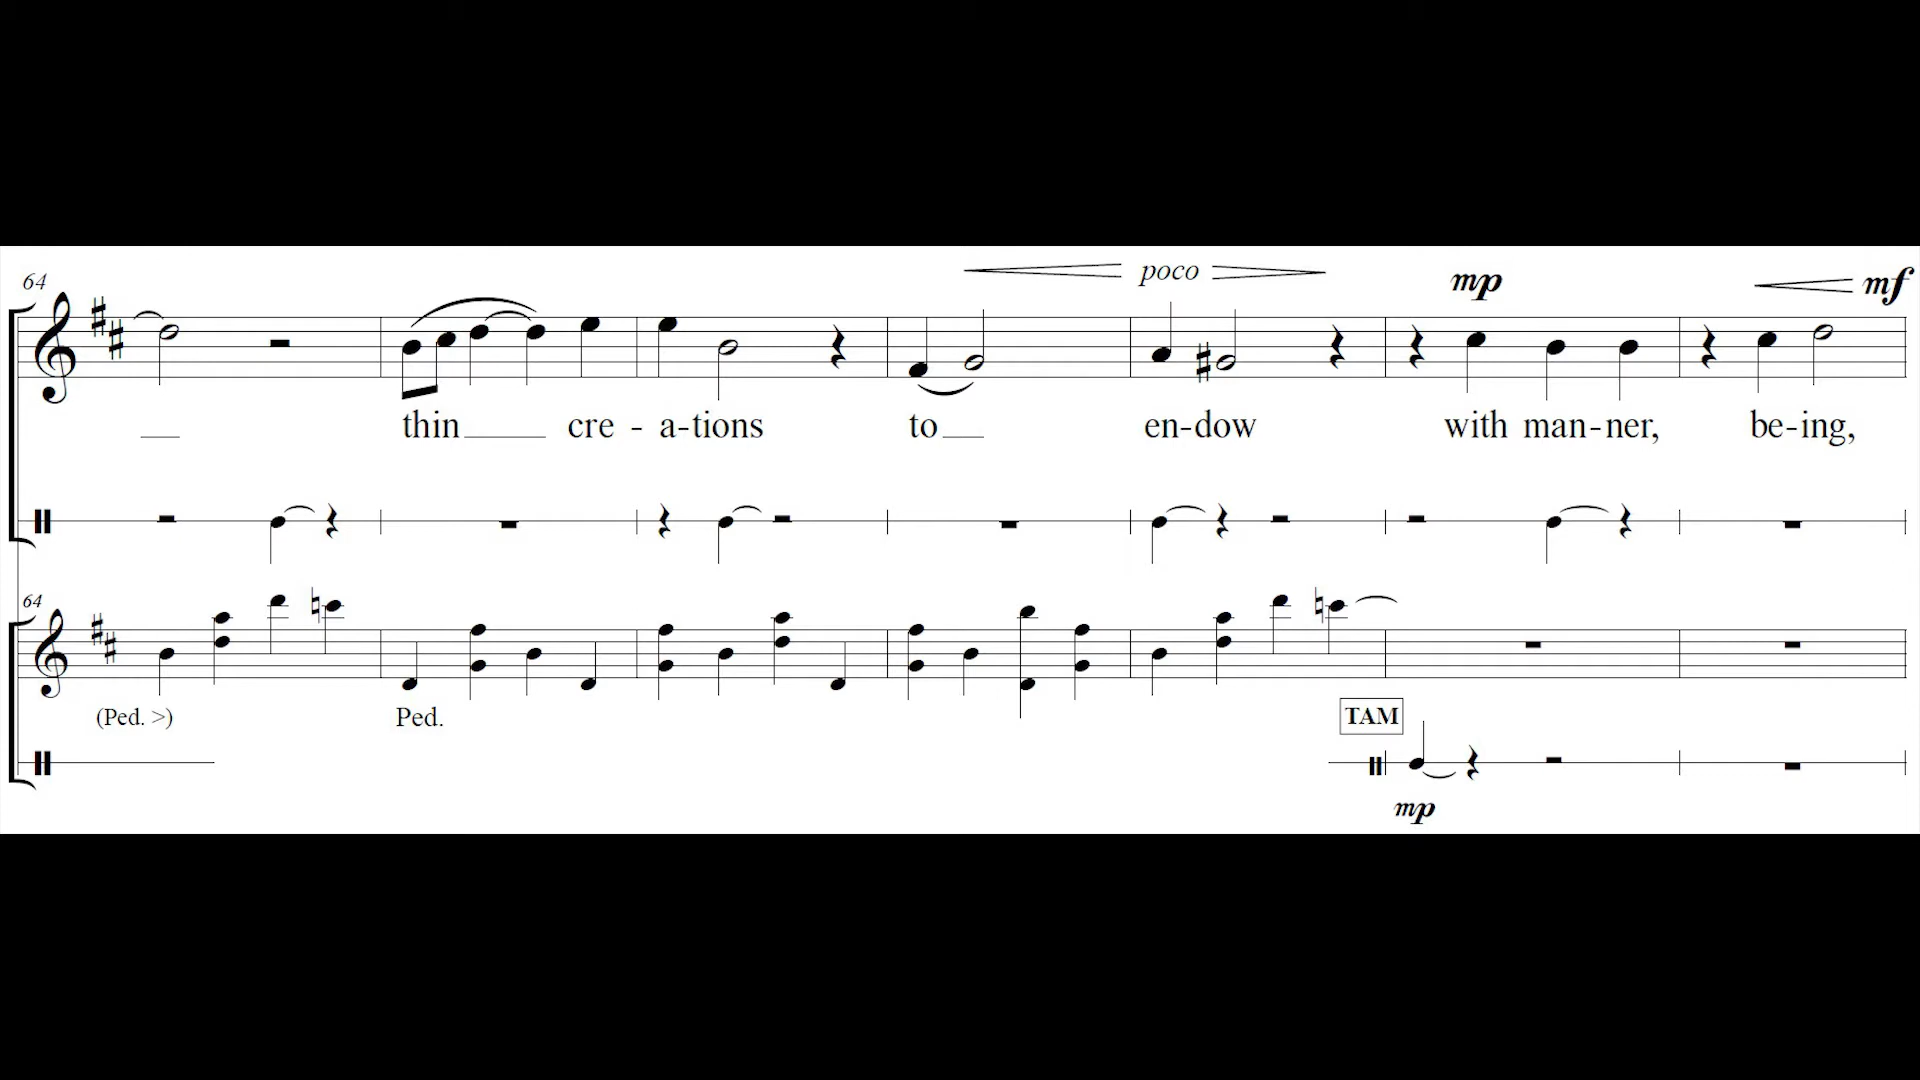 64
poco
mp
mf
thin cre - a-tions to en-dow with man-ner, be-ing,
64
(Ped. >) Ped.
TAM
mp